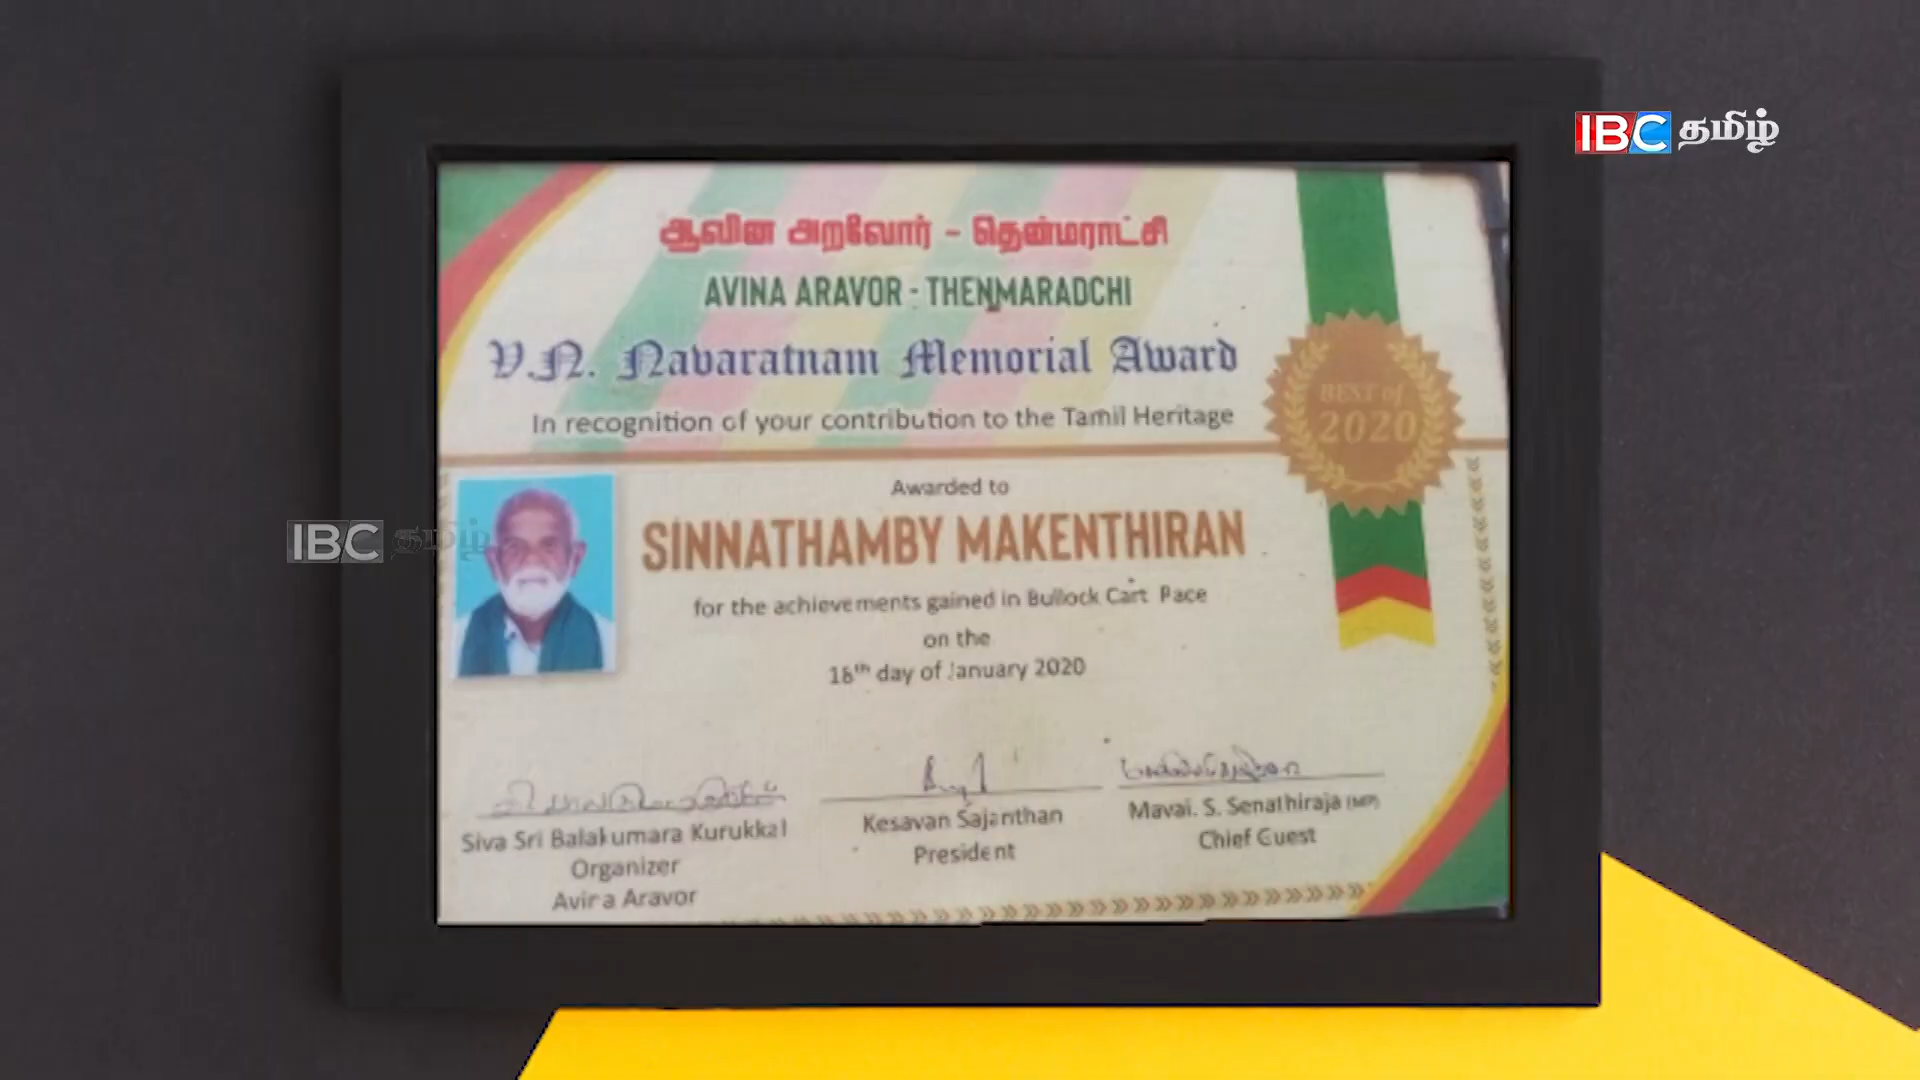 IBC தமிழ்
ஆவின அறவோர் - தென்மராட்சி
AVINA ARAVOR - THENMARADCHI
V.N. Navaratnam Memorial Award
In recognition of your contribution to the Tamil Heritage
BEST of
2020
Awarded to
SINNATHAMBY MAKENTHIRAN
IBC தமிழ்
for the achievements gained in Bullock Cart Race
on the
18th day of January 2020
Siva Sri Balakumara Kurukkal
Organizer
Avina Aravor
Kesavan Sajanthan
President
Mavai. S. Senathiraja (MP)
Chief Guest